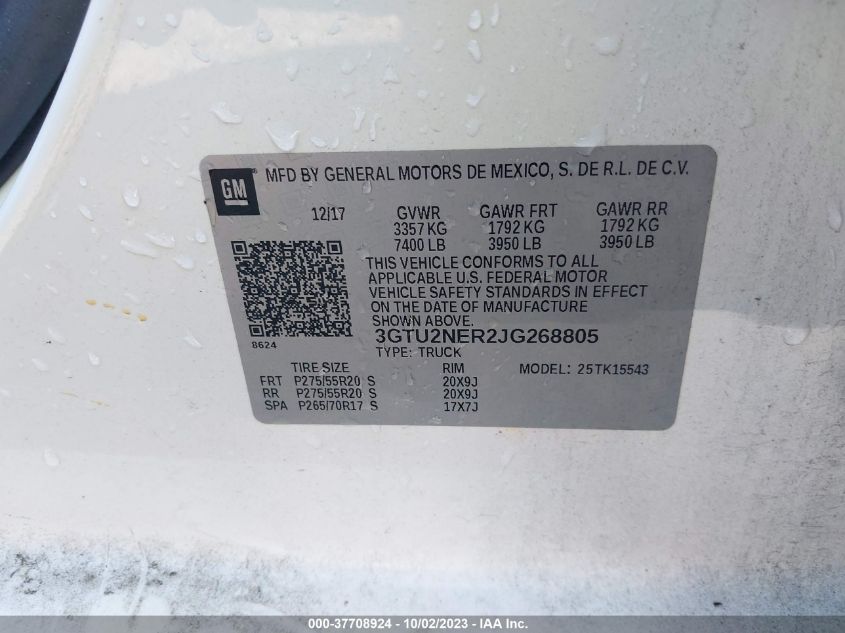 GM
MFD BY GENERAL MOTORS DE MEXICO, S. DE R.L. DE C.V.
12/17 GVWR GAWR FRT GAWR RR
3357 KG 1792 KG 1792 KG
7400 LB 3950 LB 3950 LB
THIS VEHICLE CONFORMS TO ALL
APPLICABLE U.S. FEDERAL MOTOR
VEHICLE SAFETY STANDARDS IN EFFECT
ON THE DATE OF MANUFACTURE
SHOWN ABOVE.
8624
3GTU2NER2JG268805
TYPE: TRUCK
TIRE SIZE RIM MODEL: 25TK15543
FRT P275/55R20 S 20X9J
RR P275/55R20 S 20X9J
SPA P265/70R17 S 17X7J
000-37708924 - 10/02/2023 - IAA Inc.